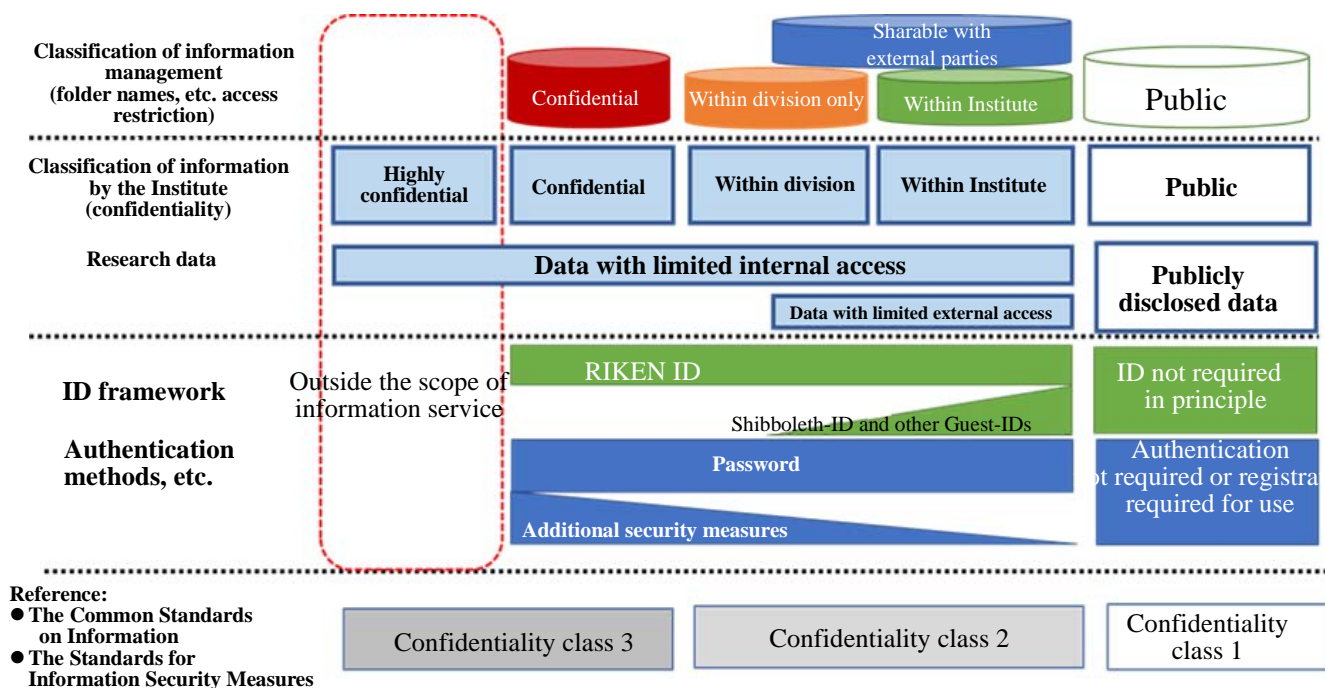 Classification of information
management
(folder names, etc. access
restriction)
Confidential
Within division only
Sharable with
external parties
Within Institute
Public
Classification of information
by the Institute
(confidentiality)
Highly
confidential
Confidential
Within division
Within Institute
Public
Research data
Data with limited internal access
Data with limited external access
Publicly
disclosed data
ID framework
Outside the scope of
information service
RIKEN ID
Shibboleth-ID and other Guest-IDs
ID not required
in principle
Authentication
methods, etc.
Password
Additional security measures
Authentication
required or
required for use
Reference:
● The Common Standards
on Information
● The Standards for
Information Security Measures
Confidentiality class 3
Confidentiality class 2
Confidentiality
class 1